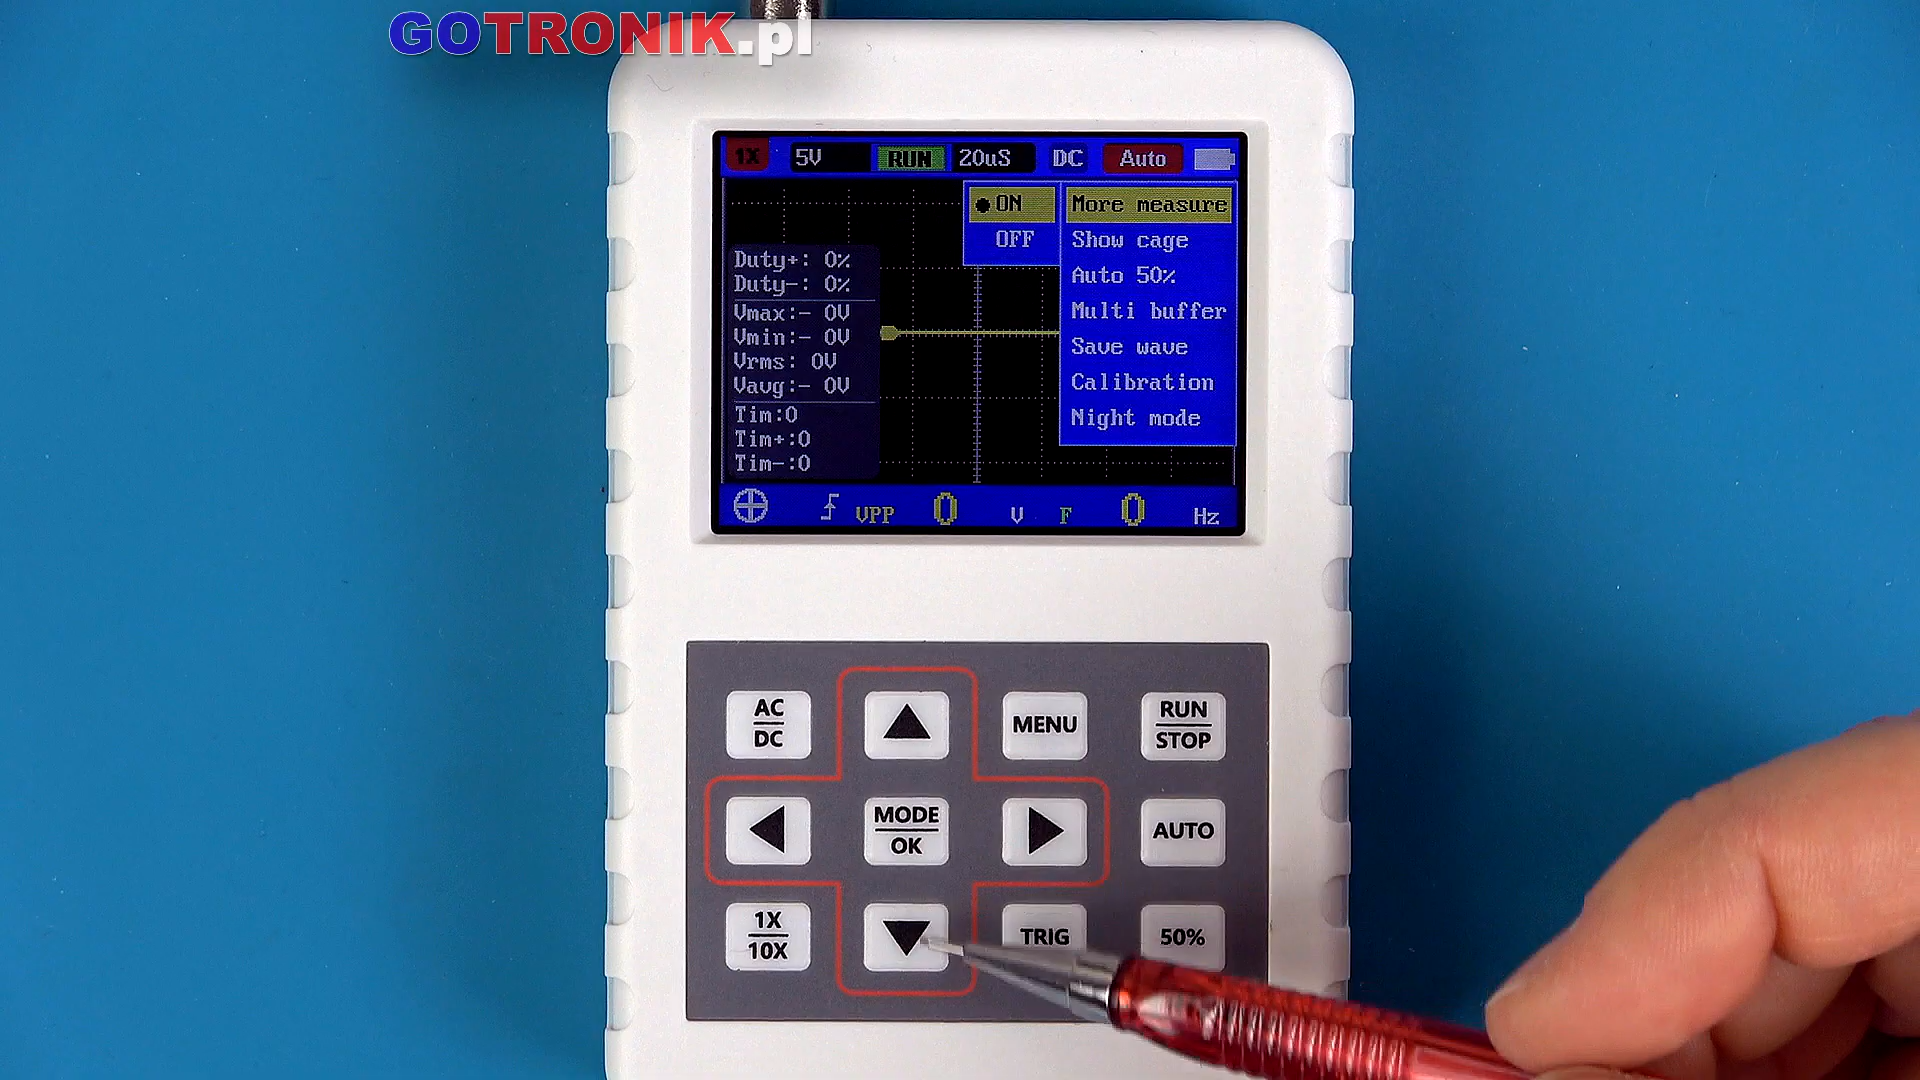 GOTRONIK.pl
1X 5V RUN 20uS DC Auto
ON
OFF
More measure
Show cage
Auto 50%
Multi buffer
Save wave
Calibration
Night mode
Duty+: 0%
Duty-: 0%
Vmax:- 0V
Vmin:- 0V
Vrms: 0V
Vavg:- 0V
Tim:0
Tim+:0
Tim-:0
VPP 0 V F 0 Hz
AC
DC
MENU
RUN
STOP
MODE
OK
AUTO
1X
10X
TRIG
50%